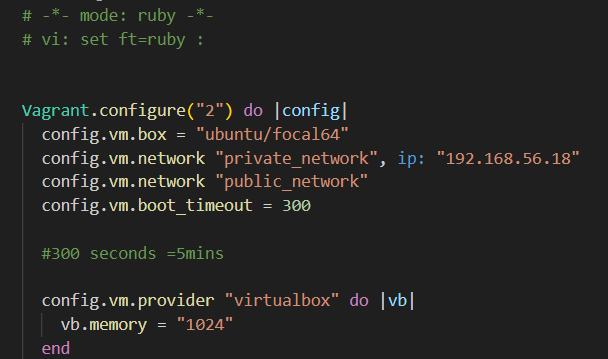 # -*- mode: ruby -*-
# vi: set ft=ruby :
Vagrant.configure("2") do |config|
config.vm.box = "ubuntu/focal64"
config.vm.network "private_network", ip: "192.168.56.18"
config.vm.network "public_network"
config.vm.boot_timeout = 300
#300 seconds =5mins
config.vm.provider "virtualbox" do |vb|
vb.memory = "1024"
end